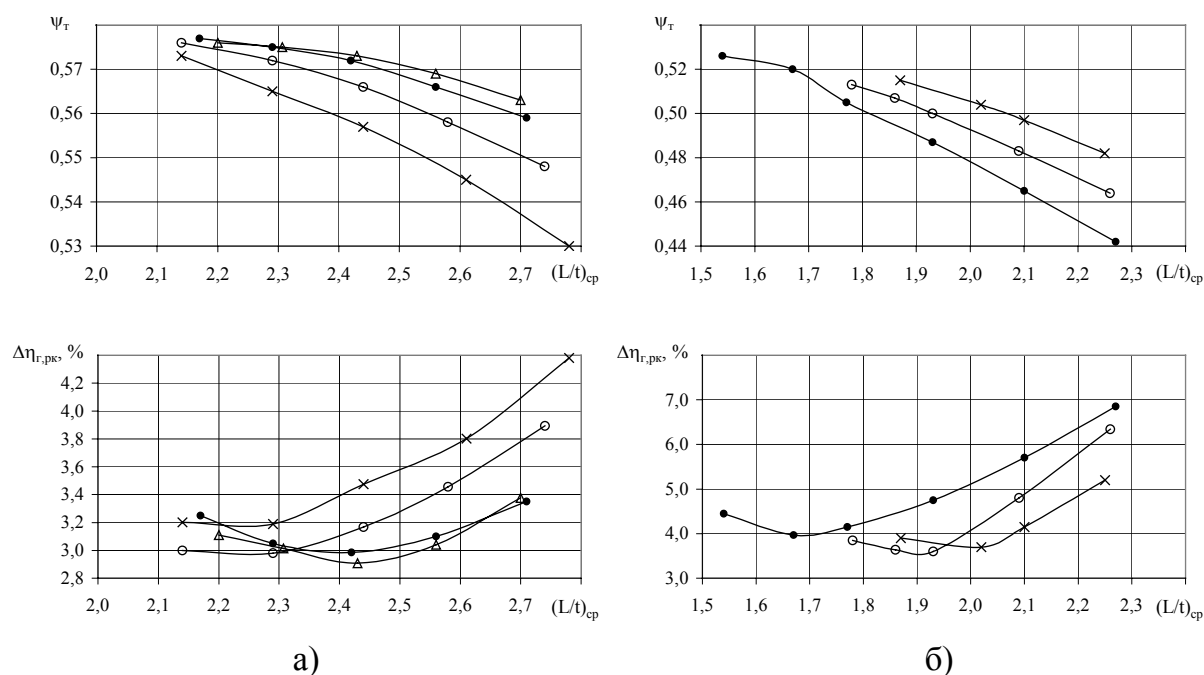 ψт
0,57
0,56
0,55
0,54
0,53
2,0 2,1 2,2 2,3 2,4 2,5 2,6 2,7 (L/t)ср
ψт
0,52
0,50
0,48
0,46
0,44
1,5 1,6 1,7 1,8 1,9 2,0 2,1 2,2 2,3 (L/t)ср
Δηг,рк, %
4,2
4,0
3,8
3,6
3,4
3,2
3,0
2,8
2,0 2,1 2,2 2,3 2,4 2,5 2,6 2,7 (L/t)ср
Δηг,рк, %
7,0
6,0
5,0
4,0
3,0
1,5 1,6 1,7 1,8 1,9 2,0 2,1 2,2 2,3 (L/t)ср
а) б)